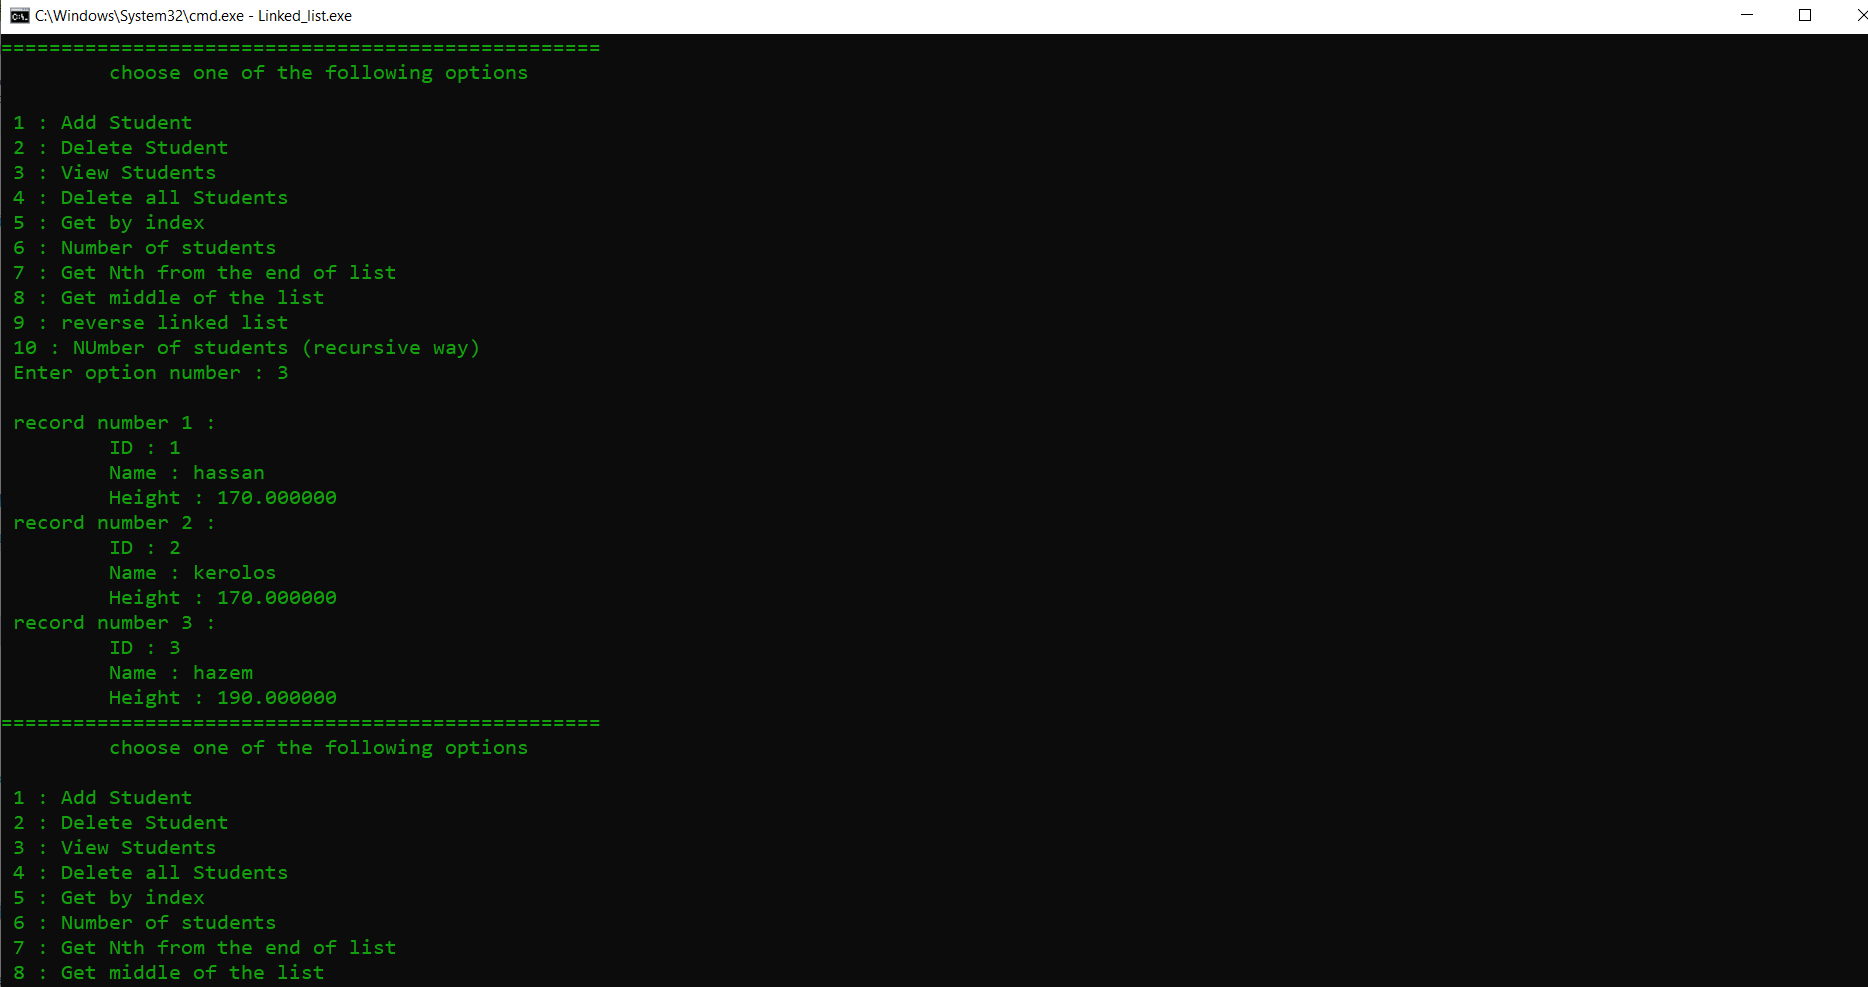 C:\Windows\System32\cmd.exe - Linked_list.exe
==================================================
choose one of the following options
1 : Add Student
2 : Delete Student
3 : View Students
4 : Delete all Students
5 : Get by index
6 : Number of students
7 : Get Nth from the end of list
8 : Get middle of the list
9 : reverse linked list
10 : NUmber of students (recursive way)
Enter option number : 3
record number 1 :
ID : 1
Name : hassan
Height : 170.000000
record number 2 :
ID : 2
Name : kerolos
Height : 170.000000
record number 3 :
ID : 3
Name : hazem
Height : 190.000000
==================================================
choose one of the following options
1 : Add Student
2 : Delete Student
3 : View Students
4 : Delete all Students
5 : Get by index
6 : Number of students
7 : Get Nth from the end of list
8 : Get middle of the list